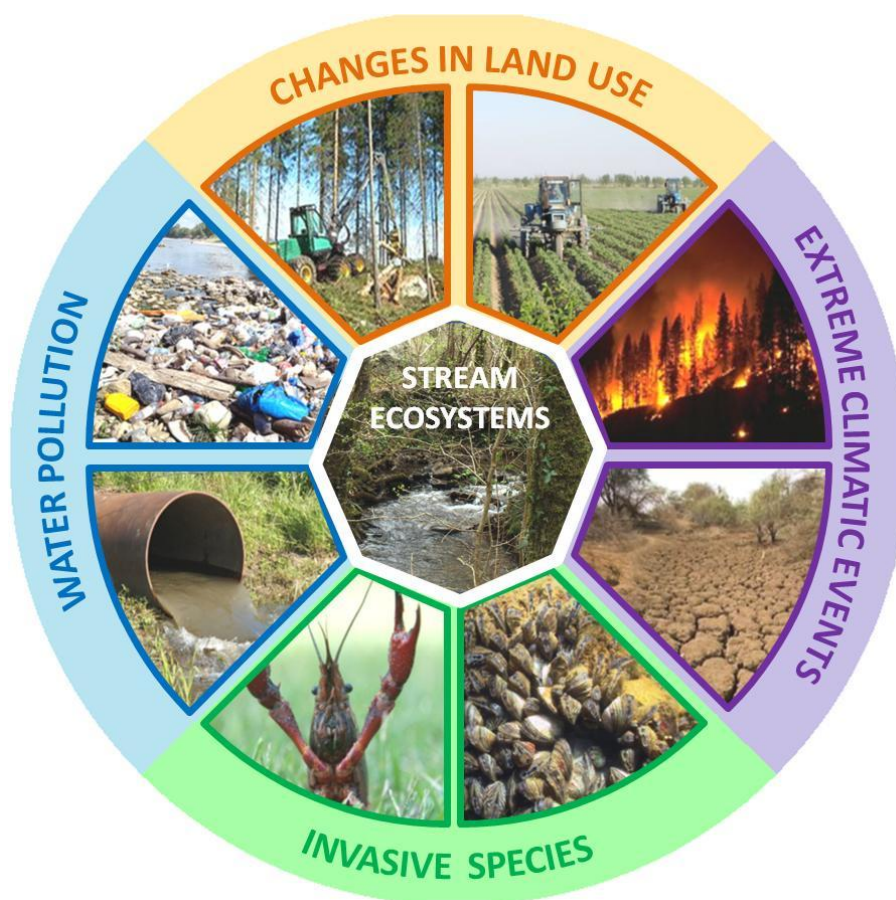 CHANGES IN LAND USE
EXTREME CLIMATIC EVENTS
STREAM
ECOSYSTEMS
WATER POLLUTION
INVASIVE SPECIES